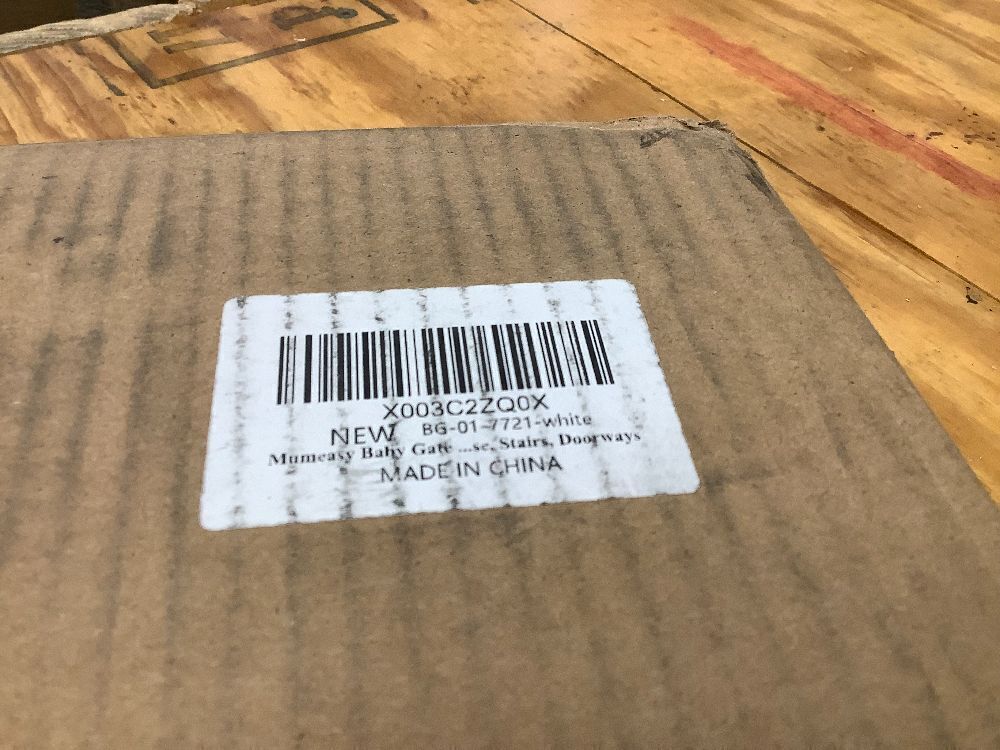 X003C2ZQ0X
NEW BG-01-7721-white
Mumeasy Baby Gate ...se, Stairs, Doorways
MADE IN CHINA